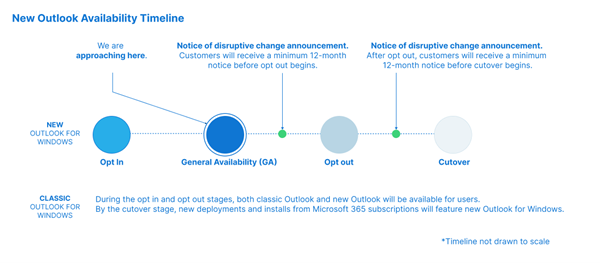 New Outlook Availability Timeline
We are
approaching here.
Notice of disruptive change announcement.
Customers will receive a minimum 12-month
notice before opt out begins.
Notice of disruptive change announcement.
After opt out, customers will receive a minimum
12-month notice before cutover begins.
NEW
OUTLOOK FOR
WINDOWS
Opt In
General Availability (GA)
Opt out
Cutover
CLASSIC
OUTLOOK FOR
WINDOWS
During the opt in and opt out stages, both classic Outlook and new Outlook will be available for users.
By the cutover stage, new deployments and installs from Microsoft 365 subscriptions will feature new Outlook for Windows.
*Timeline not drawn to scale